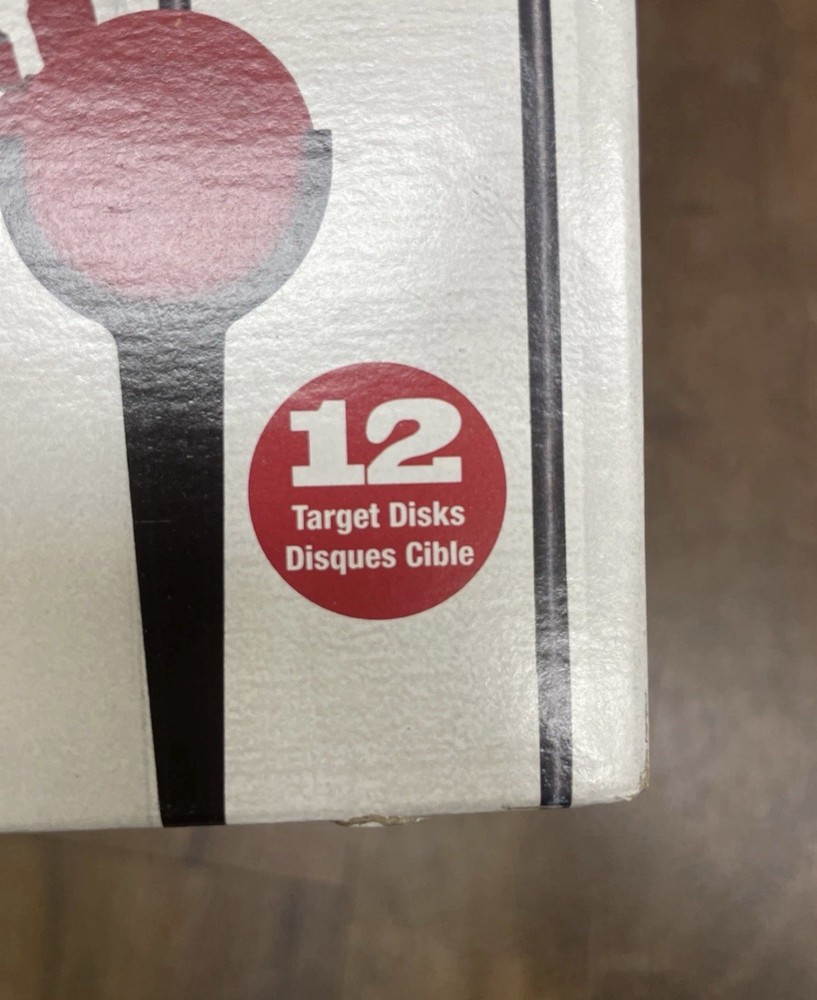 12
Target Disks
Disques Cible